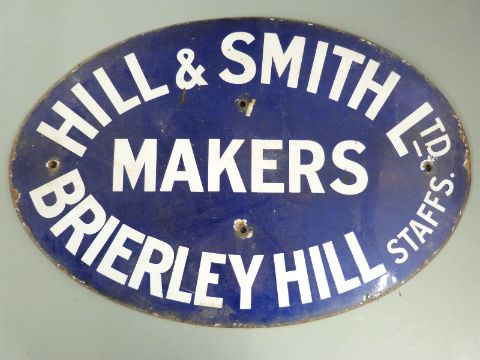 HILL & SMITH LTD.
MAKERS
BRIERLEY HILL STAFFS.